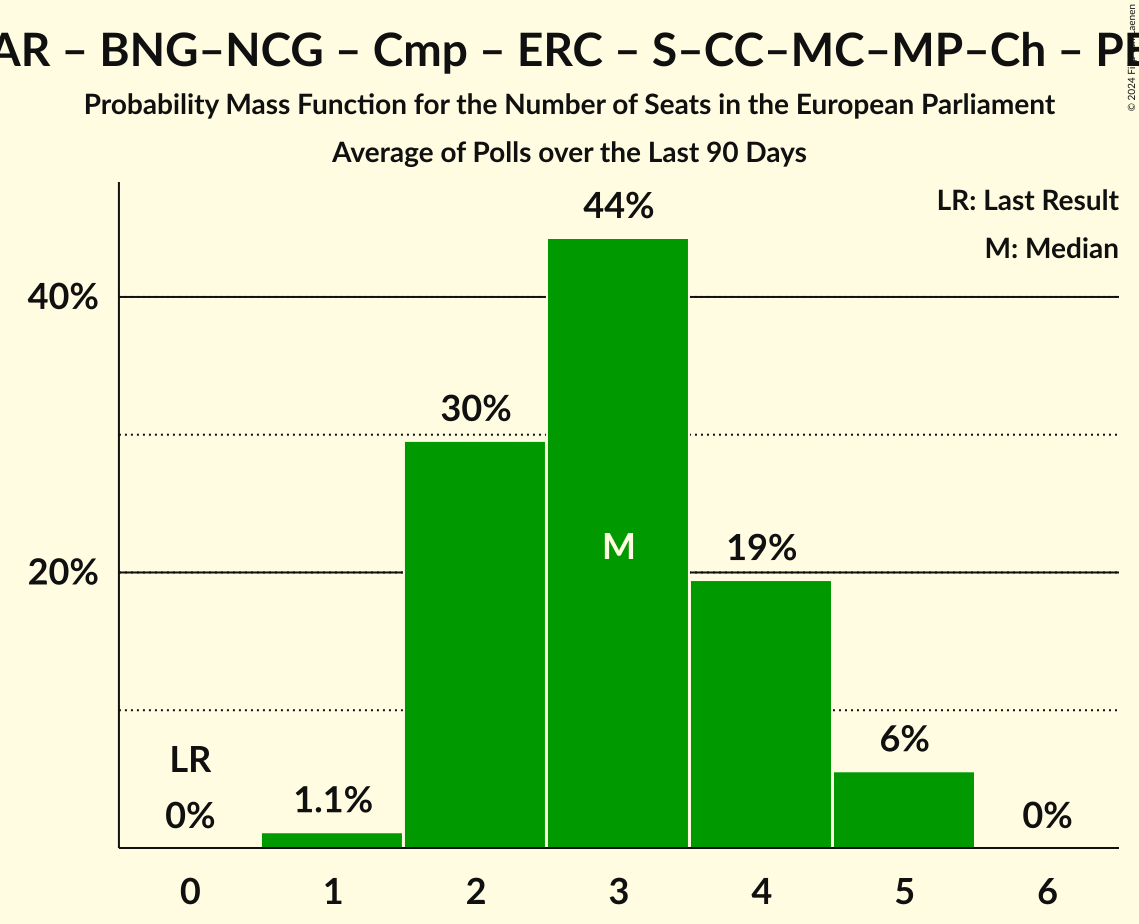 AR – BNG–NCG – Cmp – ERC – S–CC–MC–MP–Ch –
Probability Mass Function for the Number of Seats in the European Parliament
Average of Polls over the Last 90 Days
LR: Last Result
M: Median
44%
40%
30%
M
19%
20%
6%
LR
1.1%
0%
0%
0 1 2 3 4 5 6
© 2024